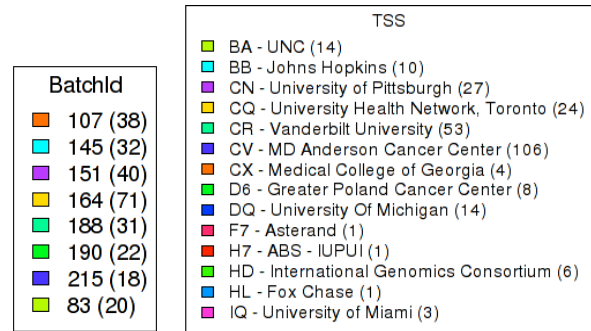 BatchId
107 (38)
145 (32)
151 (40)
164 (71)
188 (31)
190 (22)
215 (18)
83 (20)
TSS
BA - UNC (14)
BB - Johns Hopkins (10)
CN - University of Pittsburgh (27)
CQ - University Health Network, Toronto (24)
CR - Vanderbilt University (53)
CV - MD Anderson Cancer Center (106)
CX - Medical College of Georgia (4)
D6 - Greater Poland Cancer Center (8)
DQ - University Of Michigan (14)
F7 - Asterand (1)
H7 - ABS - IUPUI (1)
HD - International Genomics Consortium (6)
HL - Fox Chase (1)
IQ - University of Miami (3)